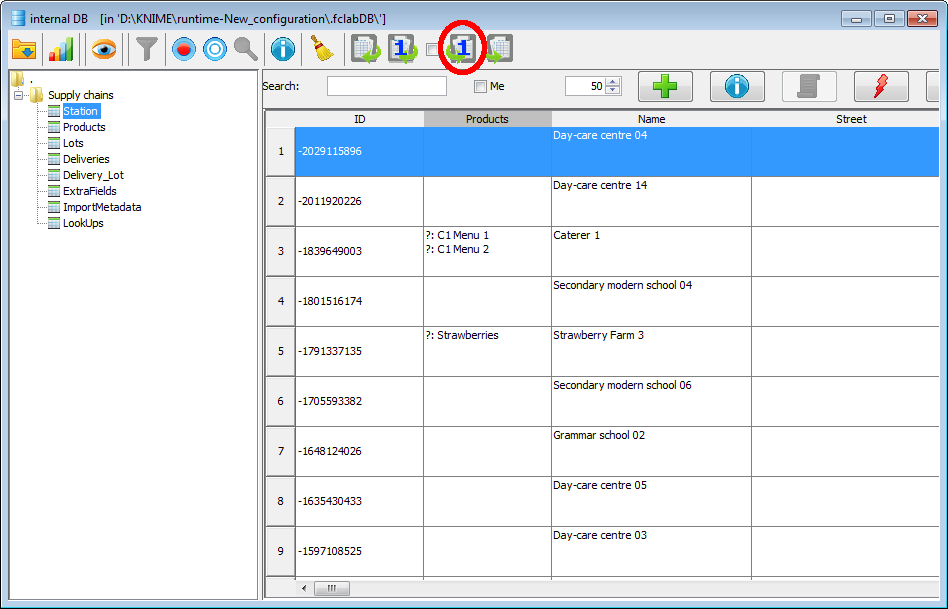 internal DB [in 'D:\KNIME\runtime-New_configuration\.fclabDB\']
1 1
.
Supply chains
Station
Products
Lots
Deliveries
Delivery_Lot
ExtraFields
ImportMetadata
LookUps
Search: Me 50
ID Products Name Street
1 -2029115896 Day-care centre 04
2 -2011920226 Day-care centre 14
3 -1839649003 ?: C1 Menu 1 Caterer 1
?: C1 Menu 2
4 -1801516174 Secondary modern school 04
5 -1791337135 ?: Strawberries Strawberry Farm 3
6 -1705593382 Secondary modern school 06
7 -1648124026 Grammar school 02
8 -1635430433 Day-care centre 05
9 -1597108525 Day-care centre 03